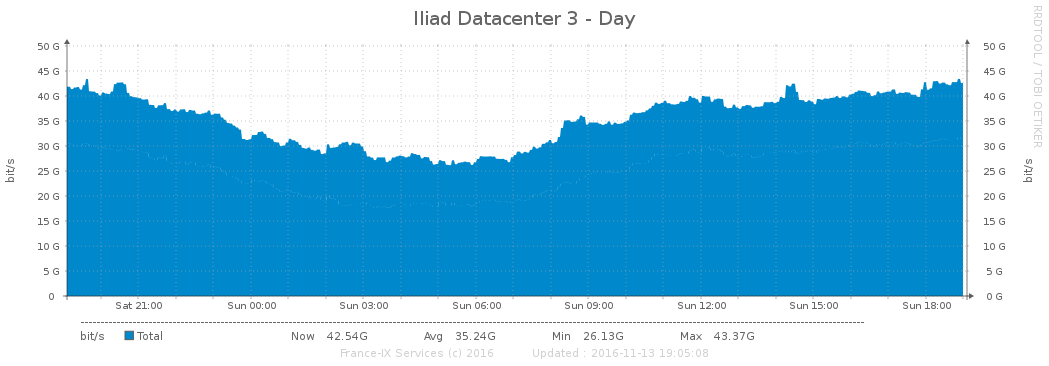 Iliad Datacenter 3 - Day
RRDTOOL / TOBI OETIKER
50 G 50 G
45 G 45 G
40 G 40 G
35 G 35 G
30 G 30 G
25 G 25 G
20 G 20 G
15 G 15 G
10 G 10 G
5 G 5 G
0 0 G
bit/s bit/s
Sat 21:00 Sun 00:00 Sun 03:00 Sun 06:00 Sun 09:00 Sun 12:00 Sun 15:00 Sun 18:00
bit/s Total Now 42.54G Avg 35.24G Min 26.13G Max 43.37G
France-IX Services (c) 2016 Updated : 2016-11-13 19:05:08